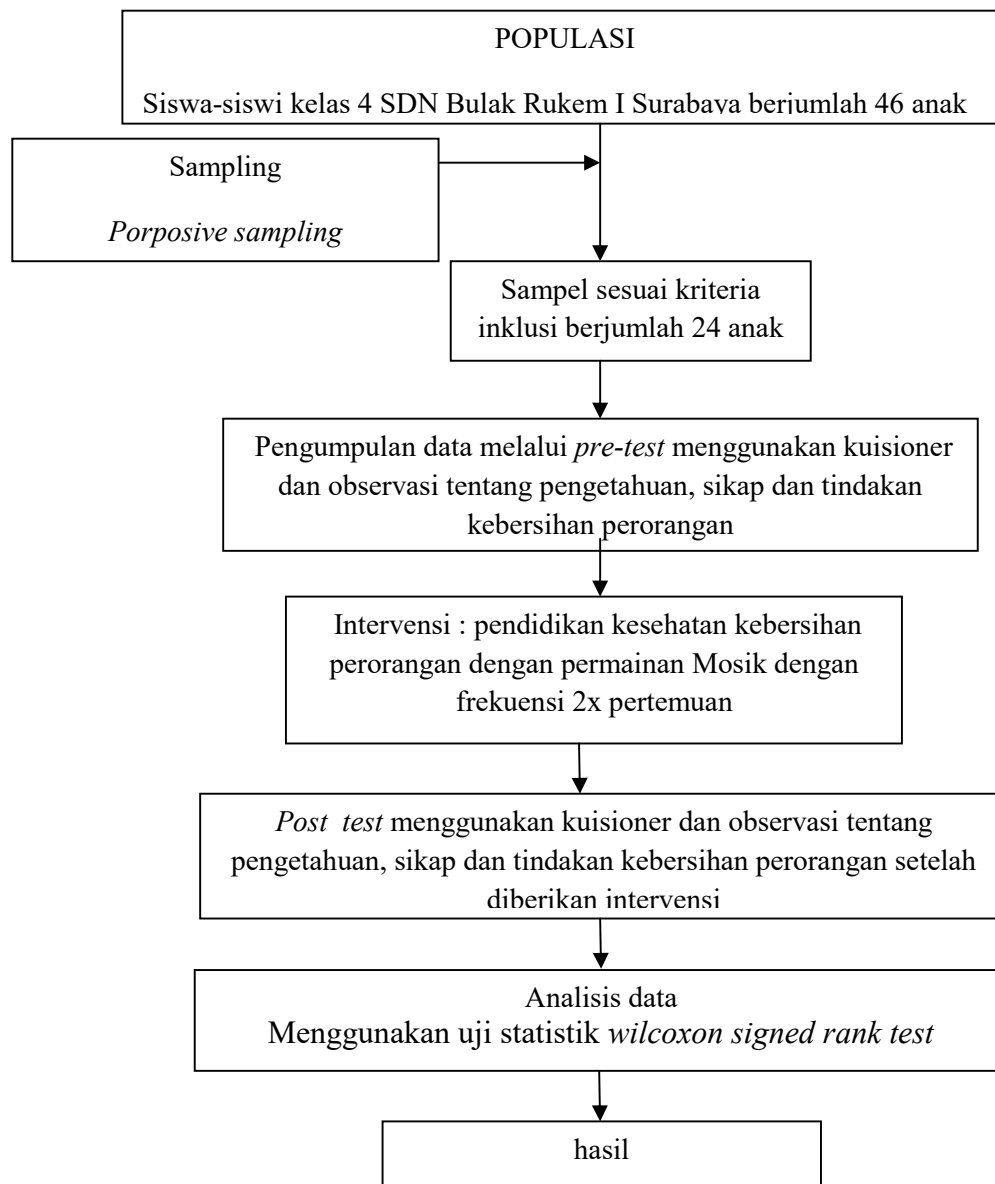 POPULASI
Siswa-siswi kelas 4 SDN Bulak Rukem I Surabaya berjumlah 46 anak
Sampling
Porposive sampling
Sampel sesuai kriteria
inklusi berjumlah 24 anak
Pengumpulan data melalui pre-test menggunakan kuisioner
dan observasi tentang pengetahuan, sikap dan tindakan
kebersihan perorangan
Intervensi : pendidikan kesehatan kebersihan
perorangan dengan permainan Mosik dengan
frekuensi 2x pertemuan
Post test menggunakan kuisioner dan observasi tentang
pengetahuan, sikap dan tindakan kebersihan perorangan setelah
diberikan intervensi
Analisis data
Menggunakan uji statistik wilcoxon signed rank test
hasil